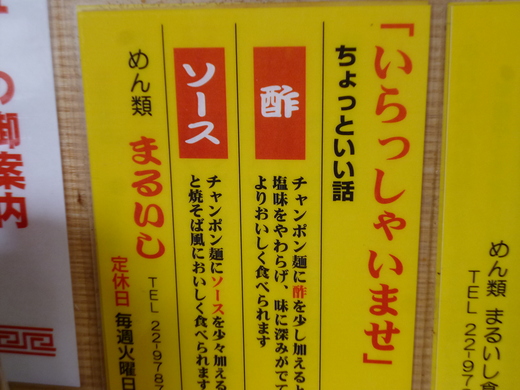 「いらっしゃいませ」
ちょっといい話
酢
チャンポン麺に酢を少し加えると
塩味をやわらげ、味に深みがでて
よりおいしく食べられます
ソース
チャンポン麺にソースを少々加える
と焼そば風においしく食べられます
めん類 まるいし
TEL 22-978
定休日 毎週火曜日
の御案内
めん類 まるいし食
TEL 22-